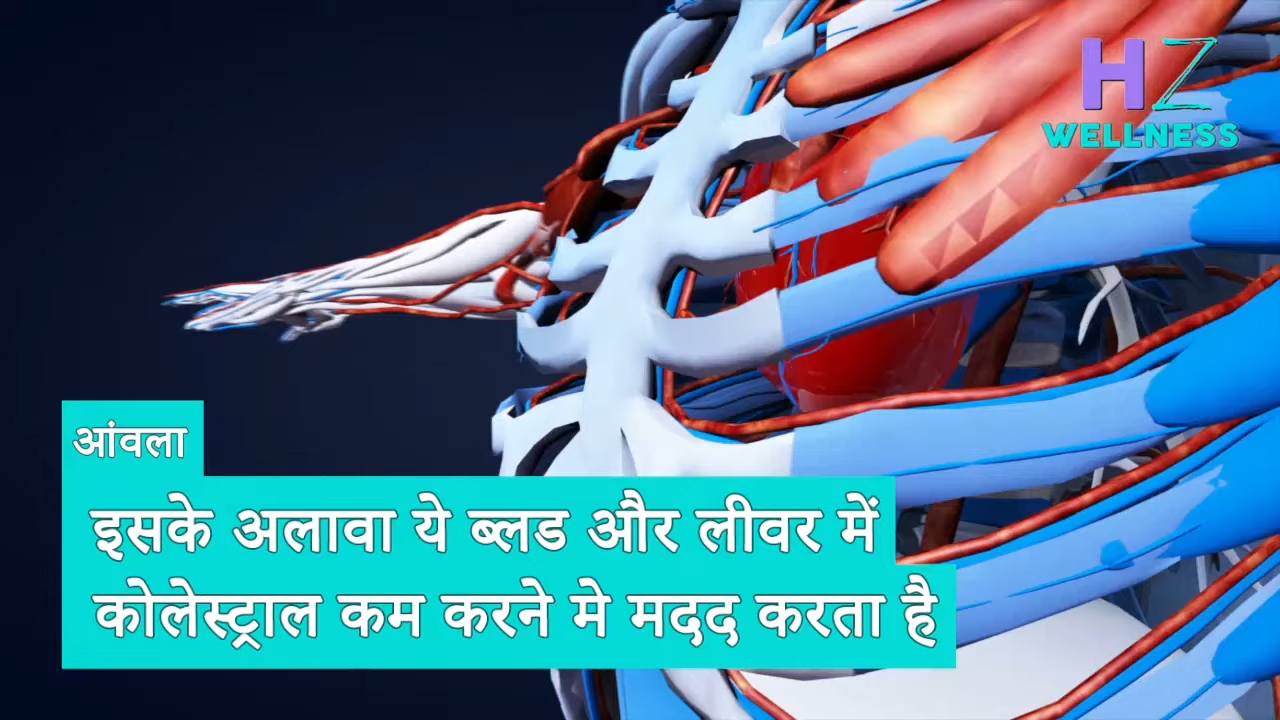 HZ
WELLNESS
आंवला
इसके अलावा ये ब्लड और लीवर में
कोलेस्ट्राल कम करने मे मदद करता है